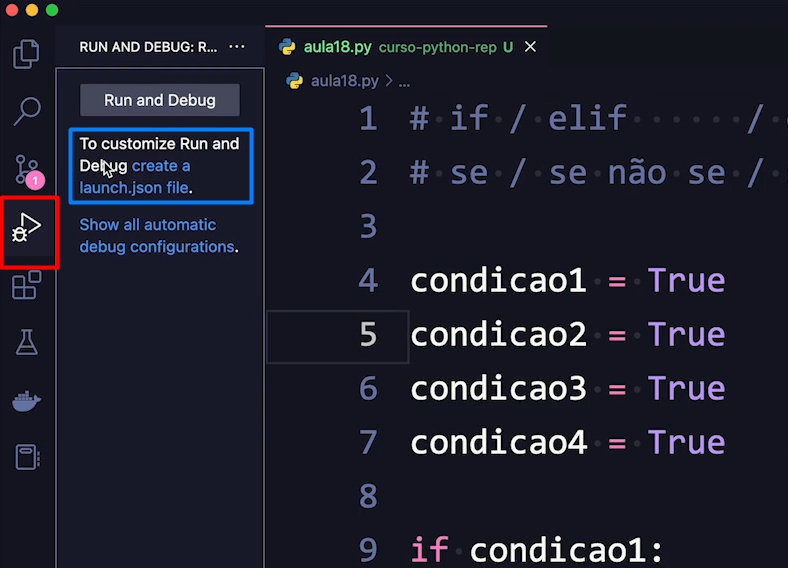 RUN AND DEBUG: R... ...
Run and Debug
To customize Run and
Debug create a
launch.json file.
Show all automatic
debug configurations.
1
aula18.py curso-python-rep U
aula18.py > ...
1 # if / elif /
2 # se / se não se /
3
4 condicao1 = True
5 condicao2 = True
6 condicao3 = True
7 condicao4 = True
8
9 if condicao1: